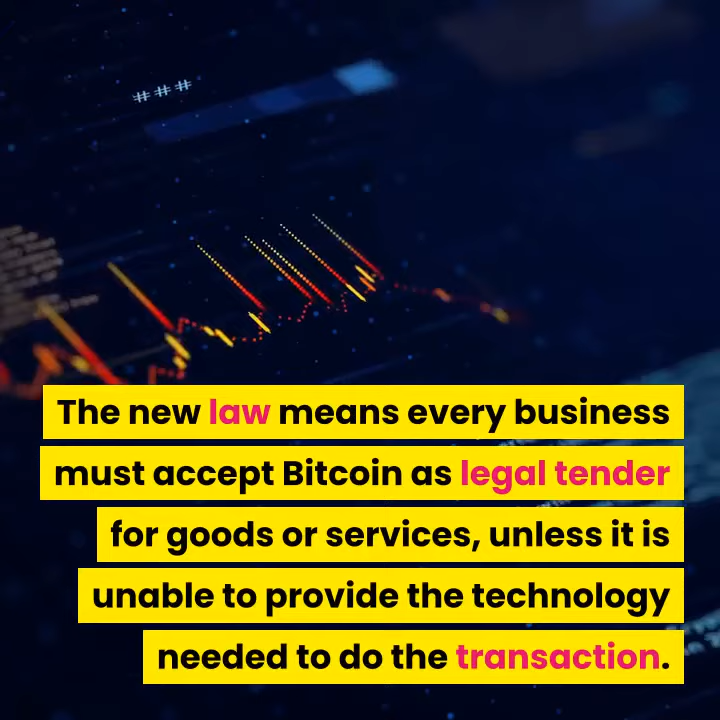 ###
The new law means every business
must accept Bitcoin as legal tender
for goods or services, unless it is
unable to provide the technology
needed to do the transaction.